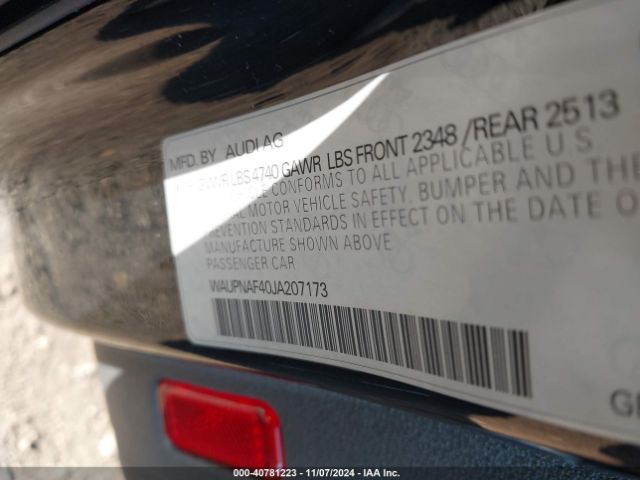 MFD. BY AUDI AG
GVWR LBS 4740 GAWR LBS FRONT 2348 /REAR 2513
CONFORMS TO ALL APPLICABLE U S
MOTOR VEHICLE SAFETY. BUMPER AND THE
PREVENTION STANDARDS IN EFFECT ON THE DATE O
MANUFACTURE SHOWN ABOVE
PASSENGER CAR
WAUPNAF40JA207173
000-40781223 - 11/07/2024 - IAA Inc.